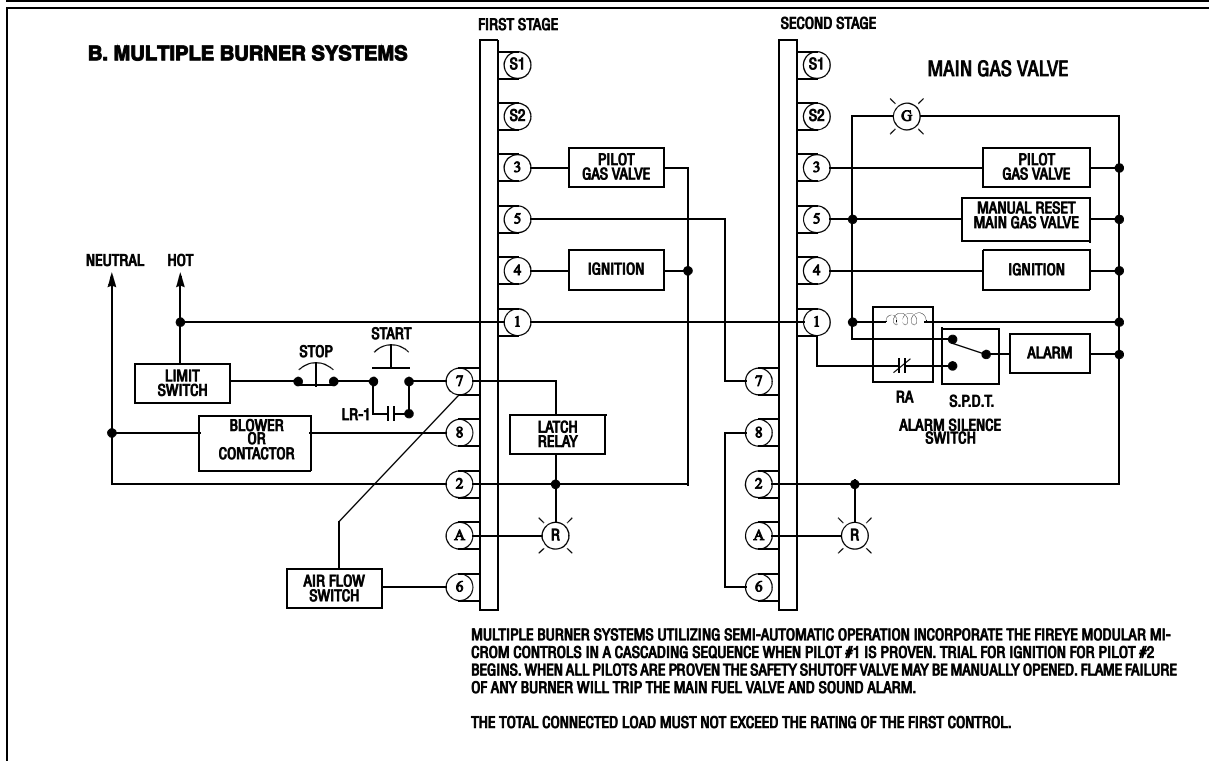 FIRST STAGE
SECOND STAGE
B. MULTIPLE BURNER SYSTEMS
MAIN GAS VALVE
S1
S1
S2
S2
G
3
PILOT
GAS VALVE
3
PILOT
GAS VALVE
5
5
MANUAL RESET
MAIN GAS VALVE
NEUTRAL
HOT
4
IGNITION
4
IGNITION
1
1
START
STOP
ALARM
LIMIT
SWITCH
7
7
RA
S.P.D.T.
LR-1
ALARM SILENCE
SWITCH
BLOWER
OR
CONTACTOR
8
LATCH
RELAY
8
2
2
A
R
A
R
AIR FLOW
SWITCH
6
6
MULTIPLE BURNER SYSTEMS UTILIZING SEMI-AUTOMATIC OPERATION INCORPORATE THE FIREYE MODULAR MI-
CROM CONTROLS IN A CASCADING SEQUENCE WHEN PILOT #1 IS PROVEN. TRIAL FOR IGNITION FOR PILOT #2
BEGINS. WHEN ALL PILOTS ARE PROVEN THE SAFETY SHUTOFF VALVE MAY BE MANUALLY OPENED. FLAME FAILURE
OF ANY BURNER WILL TRIP THE MAIN FUEL VALVE AND SOUND ALARM.
THE TOTAL CONNECTED LOAD MUST NOT EXCEED THE RATING OF THE FIRST CONTROL.